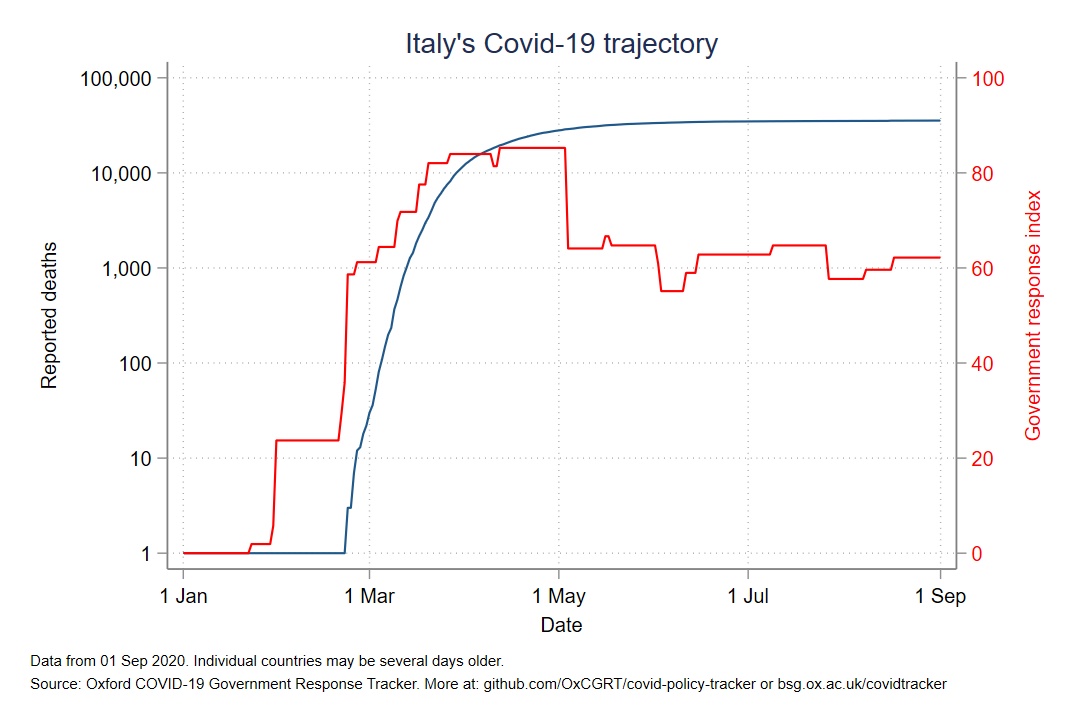 Italy's Covid-19 trajectory
100,000
10,000
1,000
100
10
1
Reported deaths
100
80
60
40
20
0
Government response index
1 Jan 1 Mar 1 May 1 Jul 1 Sep
Date
Data from 01 Sep 2020. Individual countries may be several days older.
Source: Oxford COVID-19 Government Response Tracker. More at: github.com/OxCGRT/covid-policy-tracker or bsg.ox.ac.uk/covidtracker